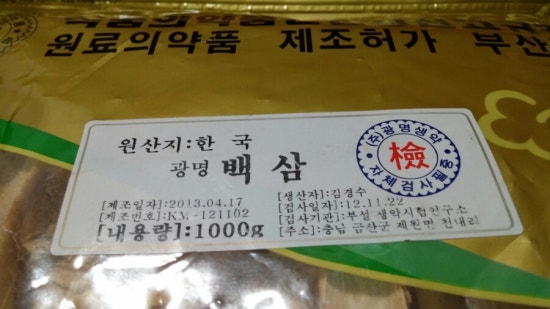 원료의약품 제조허가 부산
원산지:한 국
광명 백 삼
[제조일자]:2013.04.17
[제조번호]:KM-121102
[내용량]:1000g
[생산자]:김경수
[검사일자]:12.11.22
[검사기관]:부설 생약시험연구소
[주소]:충남 금산군 제원면 천내리
(주)광명생약
檢
자체검사필증